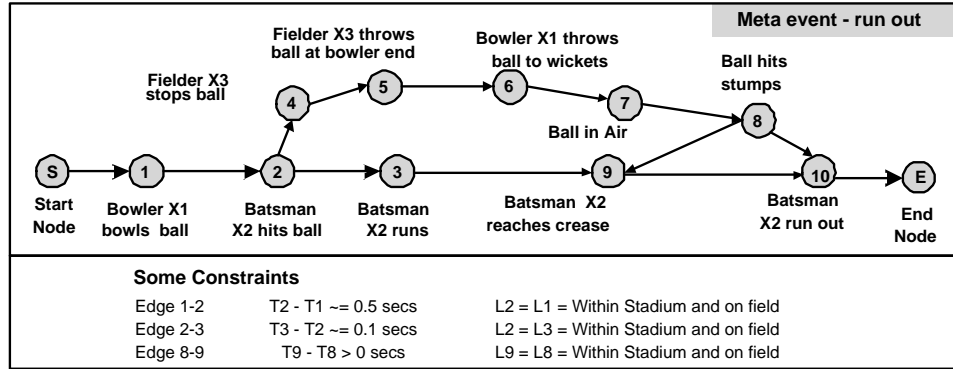 Meta event - run out
Fielder X3 throws
ball at bowler end
Bowler X1 throws
ball to wickets
Ball hits
stumps
Fielder X3
stops ball
4
5
6
7
8
Ball in Air
S
1
2
3
9
10
E
Start
Node
Bowler X1
bowls ball
Batsman
X2 hits ball
Batsman
X2 runs
Batsman X2
reaches crease
Batsman
X2 run out
End
Node
Some Constraints
Edge 1-2 T2 - T1 ~= 0.5 secs L2 = L1 = Within Stadium and on field
Edge 2-3 T3 - T2 ~= 0.1 secs L2 = L3 = Within Stadium and on field
Edge 8-9 T9 - T8 > 0 secs L9 = L8 = Within Stadium and on field